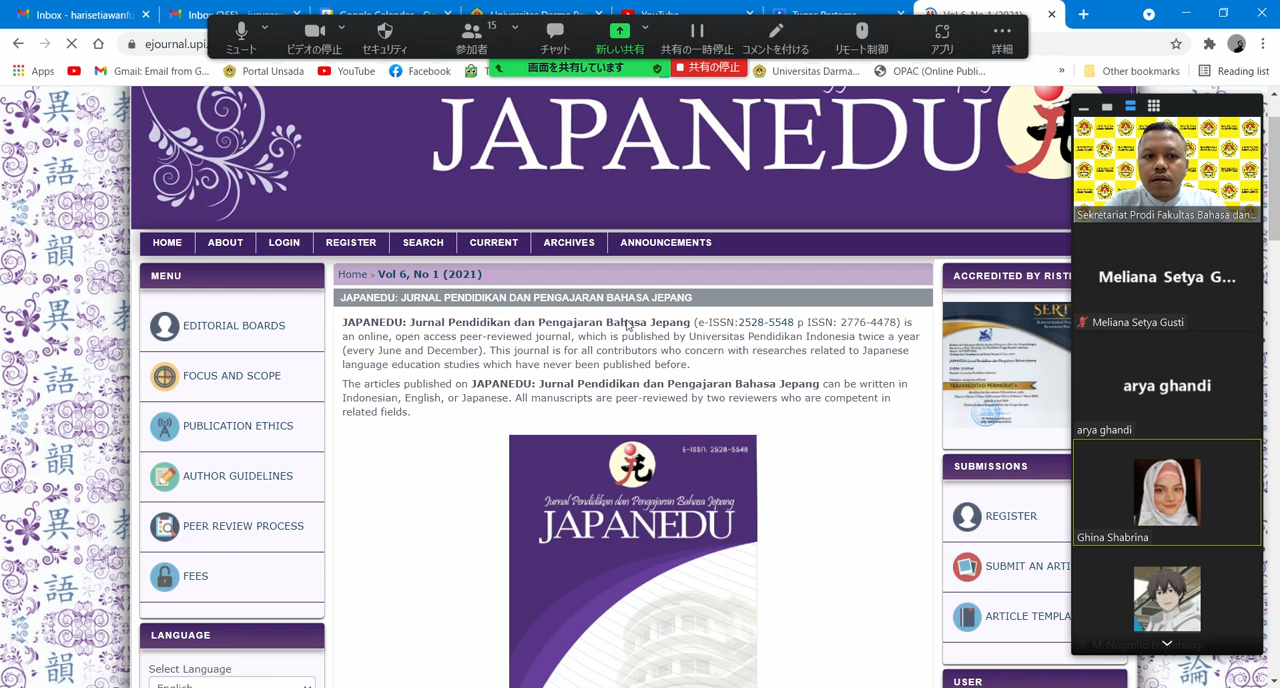 Inbox - harisetiawanfu
Google Calendar
Universitas Darma P
YouTube
Tugas Pertama
Vol 6, No 1 (2021)
ejournal.upi
ミュート
ビデオの停止
セキュリティ
参加者
15
チャット
新しい共有
共有の一時停止
コメントを付ける
リモート制御
アプリ
詳細
画面を共有しています
共有の停止
Apps
Gmail: Email from G...
Portal Unsada
YouTube
Facebook
Universitas Darma...
OPAC (Online Publi...
»
Other bookmarks
Reading list
JAPANEDU
HOME
ABOUT
LOGIN
REGISTER
SEARCH
CURRENT
ARCHIVES
ANNOUNCEMENTS
MENU
EDITORIAL BOARDS
FOCUS AND SCOPE
PUBLICATION ETHICS
AUTHOR GUIDELINES
PEER REVIEW PROCESS
FEES
LANGUAGE
Select Language
English
Home > Vol 6, No 1 (2021)
JAPANEDU: JURNAL PENDIDIKAN DAN PENGAJARAN BAHASA JEPANG
JAPANEDU: Jurnal Pendidikan dan Pengajaran Bahasa Jepang (e-ISSN:2528-5548 p ISSN: 2776-4478) is
an online, open access peer-reviewed journal, which is published by Universitas Pendidikan Indonesia twice a year
(every June and December). This journal is for all contributors who concern with researches related to Japanese
language education studies which have never been published before.
The articles published on JAPANEDU: Jurnal Pendidikan dan Pengajaran Bahasa Jepang can be written in
Indonesian, English, or Japanese. All manuscripts are peer-reviewed by two reviewers who are competent in
related fields.
E-ISSN: 2528-5548
Jurnal Pendidikan dan Pengajaran Bahasa Jepang
JAPANEDU
ACCREDITED BY RIST
SERT
TERAKREDITASI PERINGKAT 4
SUBMISSIONS
REGISTER
SUBMIT AN ARTI
ARTICLE TEMPLA
USER
Sekretariat Prodi Fakultas Bahasa dan...
Meliana Setya G...
Meliana Setya Gusti
arya ghandi
arya ghandi
Ghina Shabrina
異
語
韻
語
韻
異
語
論